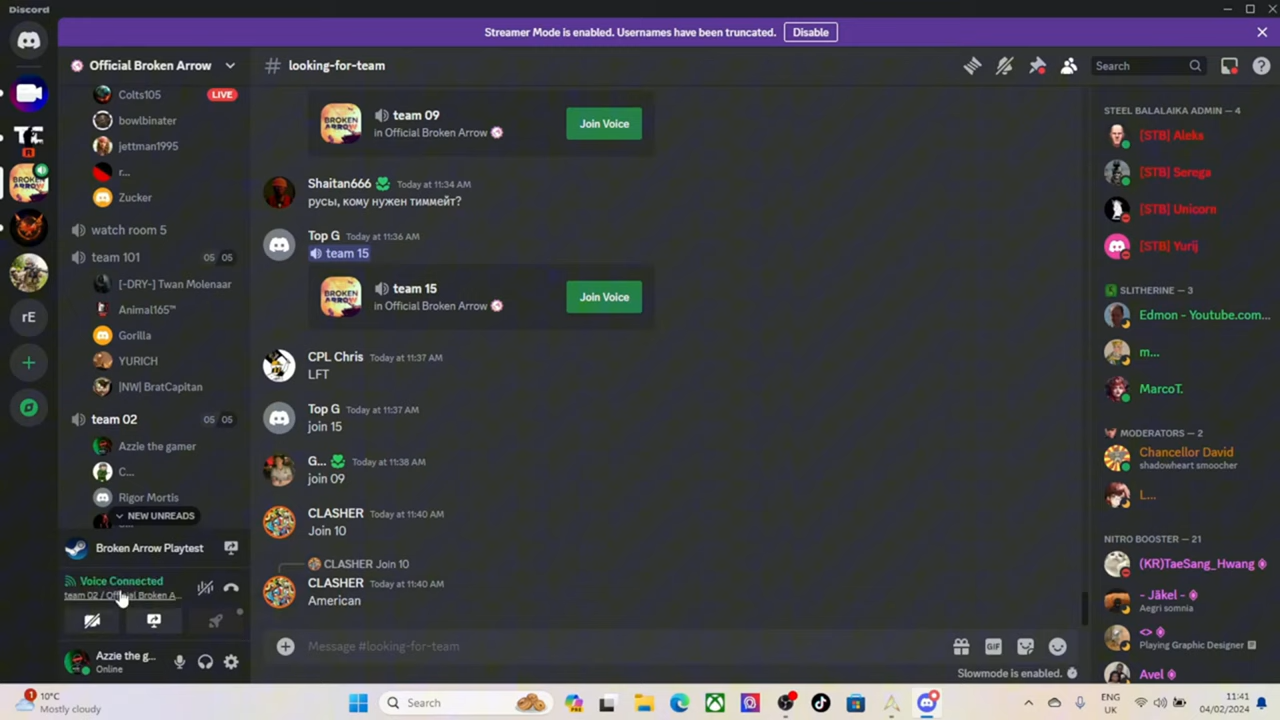 Discord
Streamer Mode is enabled. Usernames have been truncated. Disable
Official Broken Arrow
Colts105 LIVE
bowlbinater
jettman1995
r...
Zucker
watch room 5
team 101 05 05
[-DRY-] Twan Molenaar
Animal165™
Gorilla
YURICH
|NW| BratCapitan
team 02 05 05
Azzie the gamer
C...
Rigor Mortis
NEW UNREADS
Broken Arrow Playtest
Voice Connected
team 02 / Official Broken A...
Azzie the g...
Online
rE
# looking-for-team
BROKEN ARROW
team 09
in Official Broken Arrow
Join Voice
Shaitan666 Today at 11:34 AM
русы, кому нужен тиммейт?
Top G Today at 11:36 AM
team 15
BROKEN ARROW
team 15
in Official Broken Arrow
Join Voice
CPL Chris Today at 11:37 AM
LFT
Top G Today at 11:37 AM
join 15
G... Today at 11:38 AM
join 09
CLASHER Today at 11:40 AM
Join 10
CLASHER Join 10
CLASHER Today at 11:40 AM
American
Message #looking-for-team
GIF
Slowmode is enabled.
Search
STEEL BALALAIKA ADMIN — 4
[STB] Aleks
[STB] Serega
[STB] Unicorn
[STB] Yurij
SLITHERINE — 3
Edmon - Youtube.com...
m...
MarcoT.
MODERATORS — 2
Chancellor David
shadowheart smoocher
L...
NITRO BOOSTER — 21
(KR)TaeSang_Hwang
- Jäkel -
Aegri somnia
<>
Playing Graphic Designer
Avel
1
10°C
Mostly cloudy
Search
ENG
UK
11:41
04/02/2024